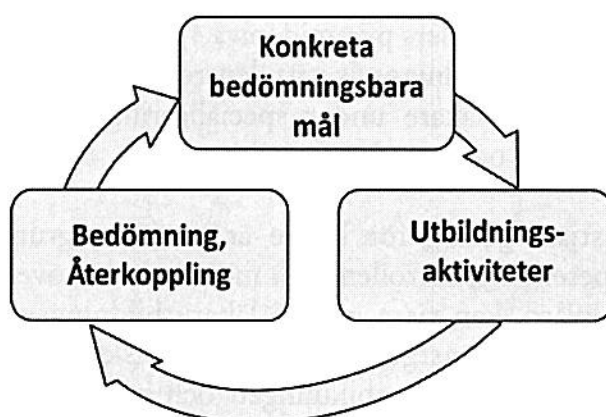 Konkreta
bedömningsbara
mål
Bedömning,
Återkoppling
Utbildnings-
aktiviteter